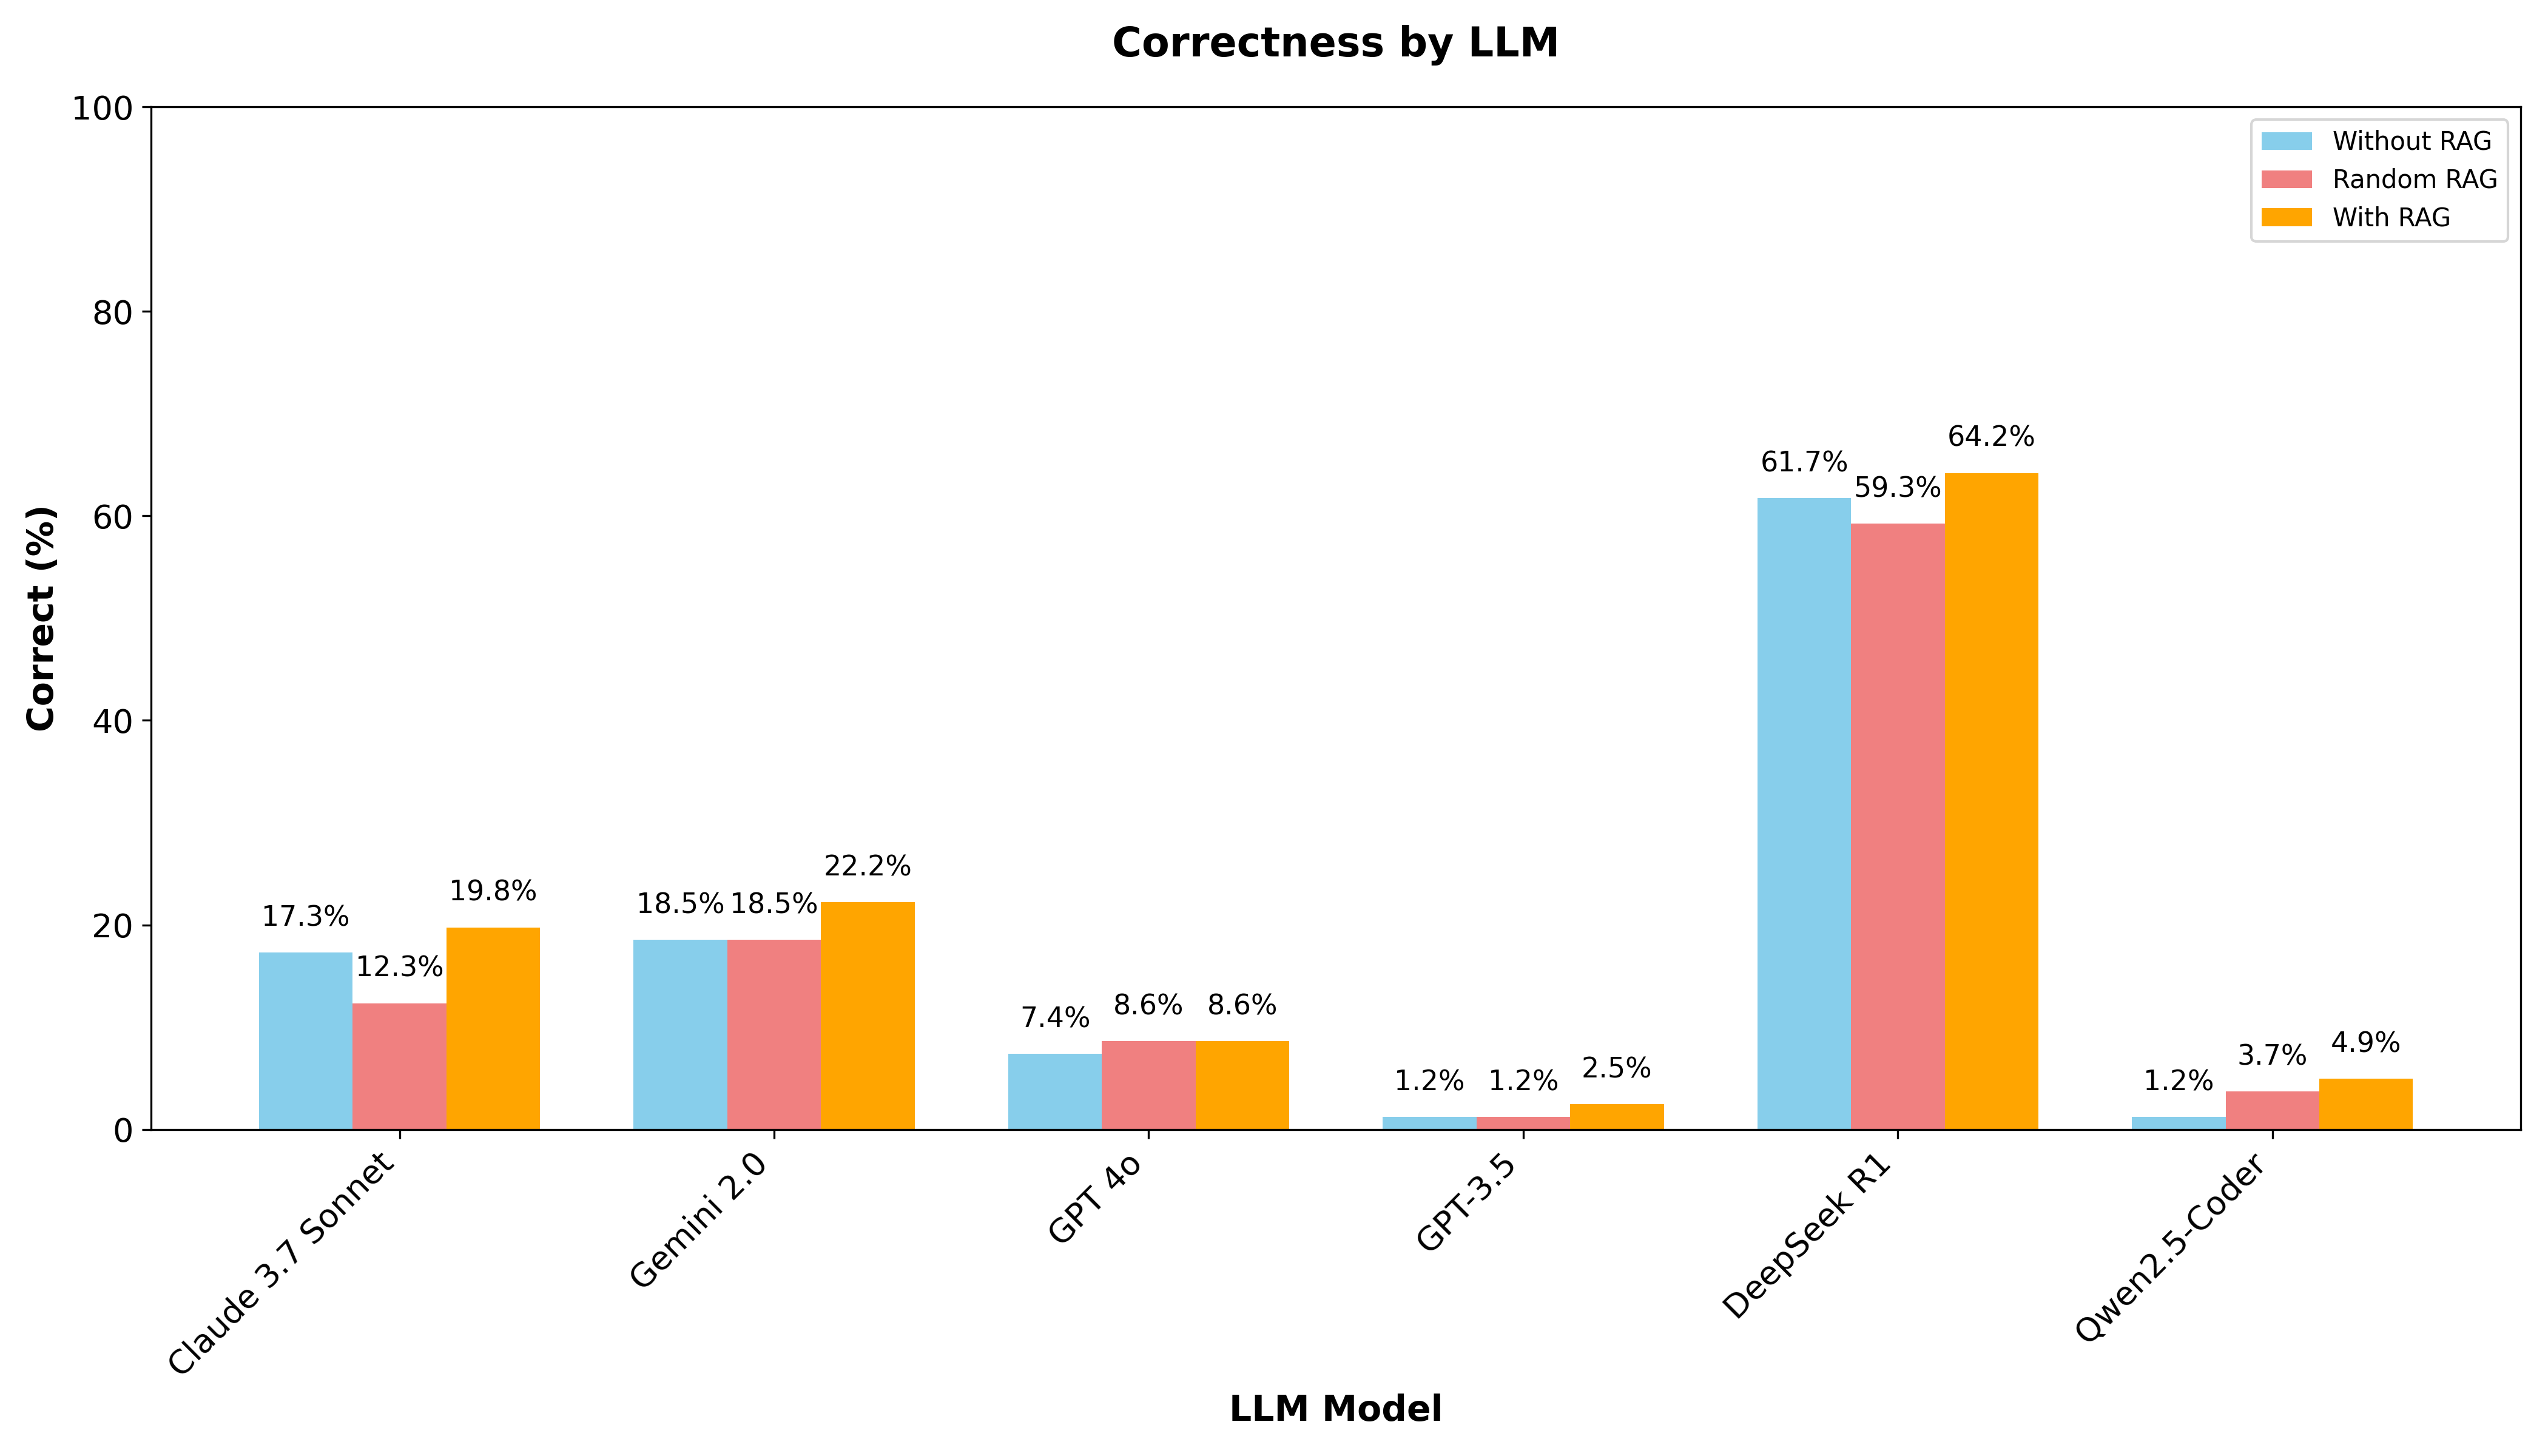 Correctness by LLM
100
80
60
40
20
0
Correct (%)
Without RAG
Random RAG
With RAG
17.3%
12.3%
19.8%
18.5%
18.5%
22.2%
7.4%
8.6%
8.6%
1.2%
1.2%
2.5%
61.7%
59.3%
64.2%
1.2%
3.7%
4.9%
Claude 3.7 Sonnet
Gemini 2.0
GPT 4o
GPT-3.5
DeepSeek R1
Qwen2.5-Coder
LLM Model